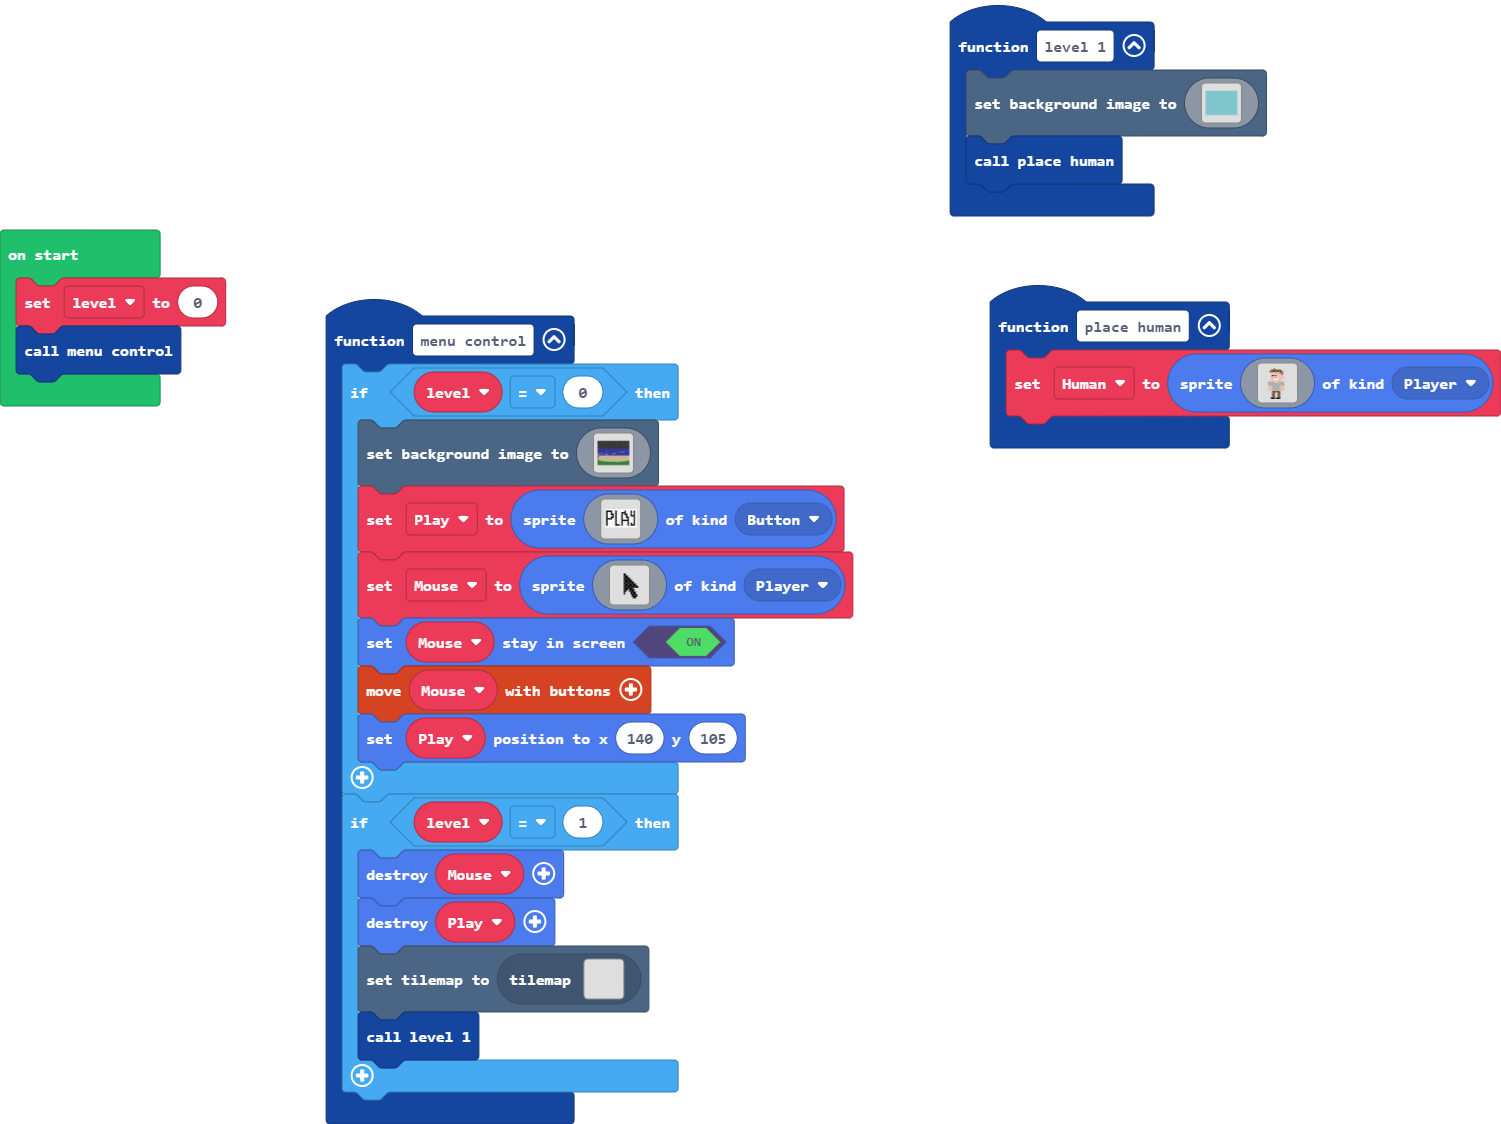 on start
set level to 0
call menu control
function menu control
if level = 0 then
set background image to
set Play to sprite PLAY of kind Button
set Mouse to sprite of kind Player
set Mouse stay in screen ON
move Mouse with buttons
set Play position to x 140 y 105
if level = 1 then
destroy Mouse
destroy Play
set tilemap to tilemap
call level 1
function level 1
set background image to
call place human
function place human
set Human to sprite of kind Player